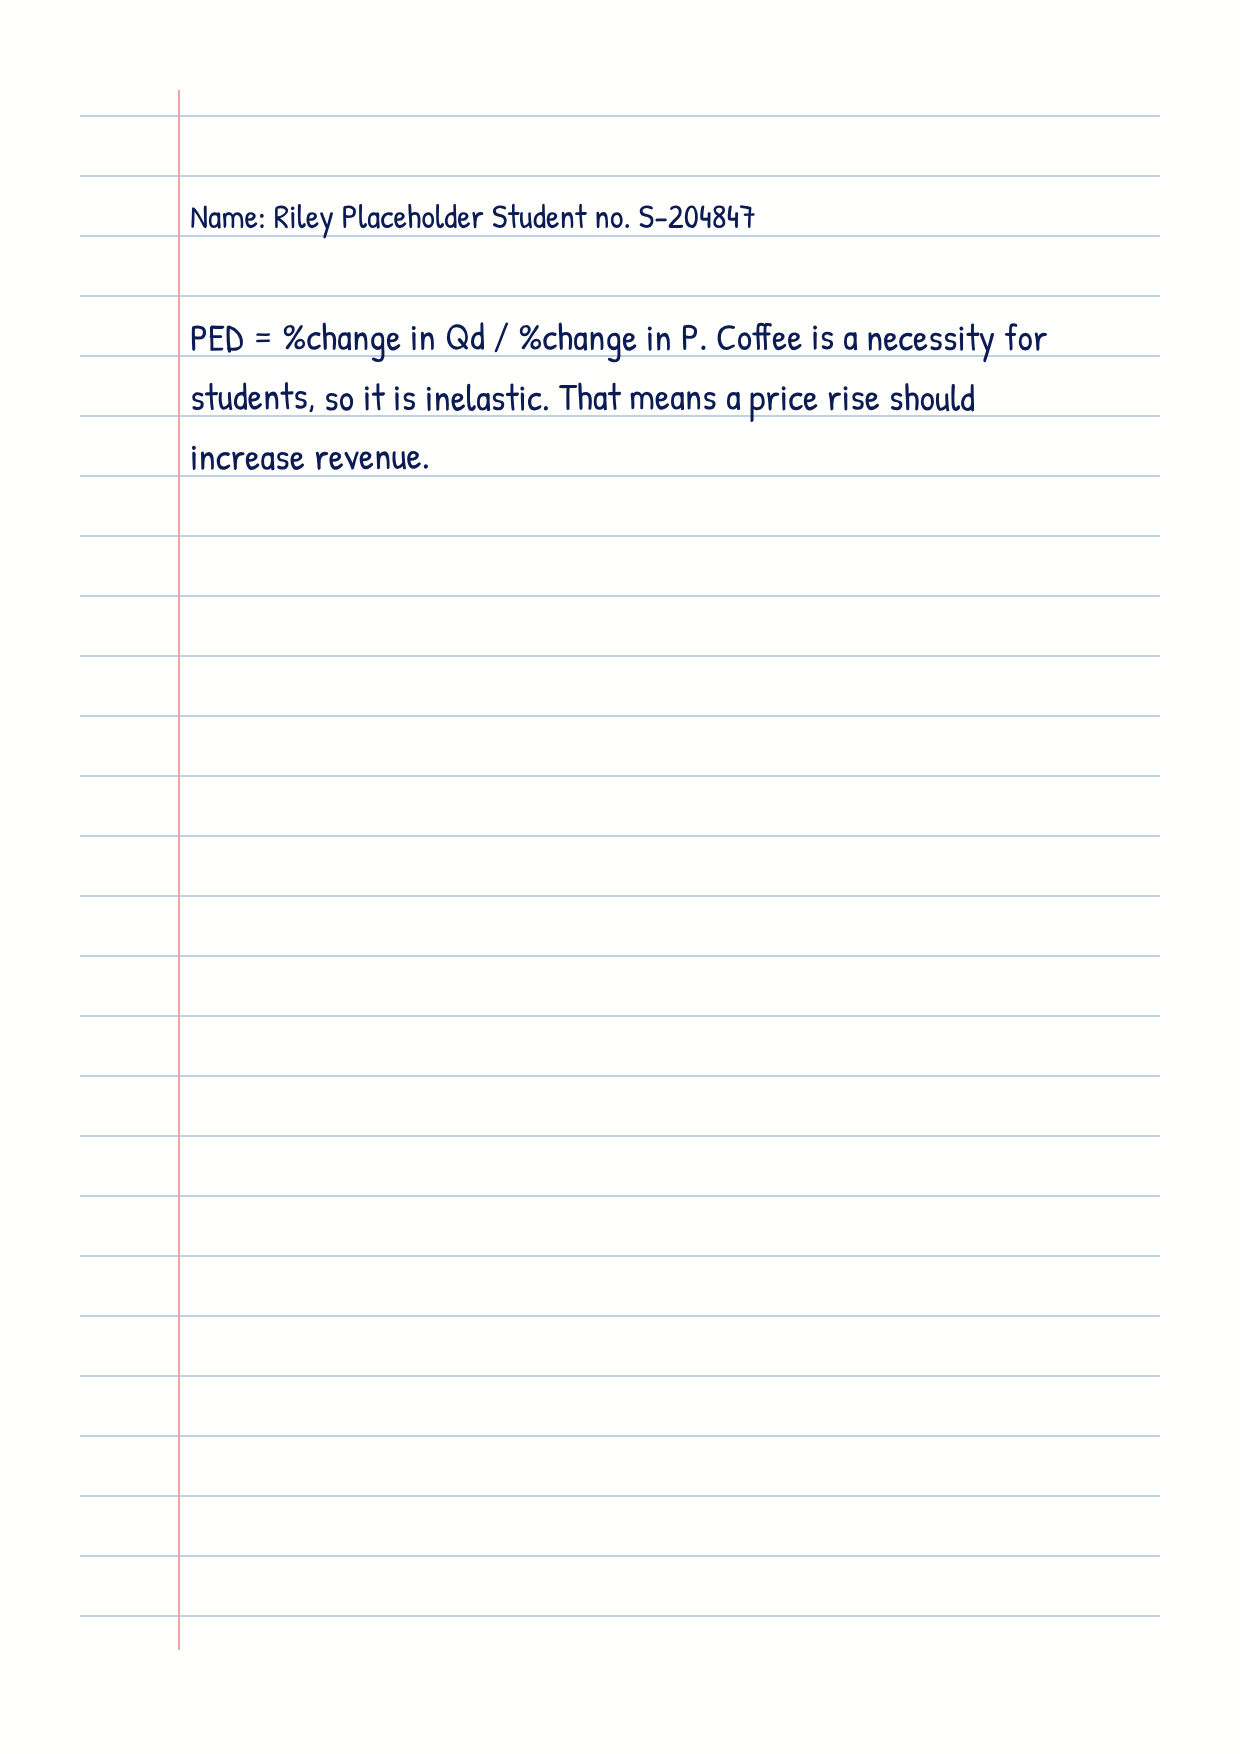 Name: Riley Placeholder Student no. S-204847
PED = %change in Qd / %change in P. Coffee is a necessity for
students, so it is inelastic. That means a price rise should
increase revenue.